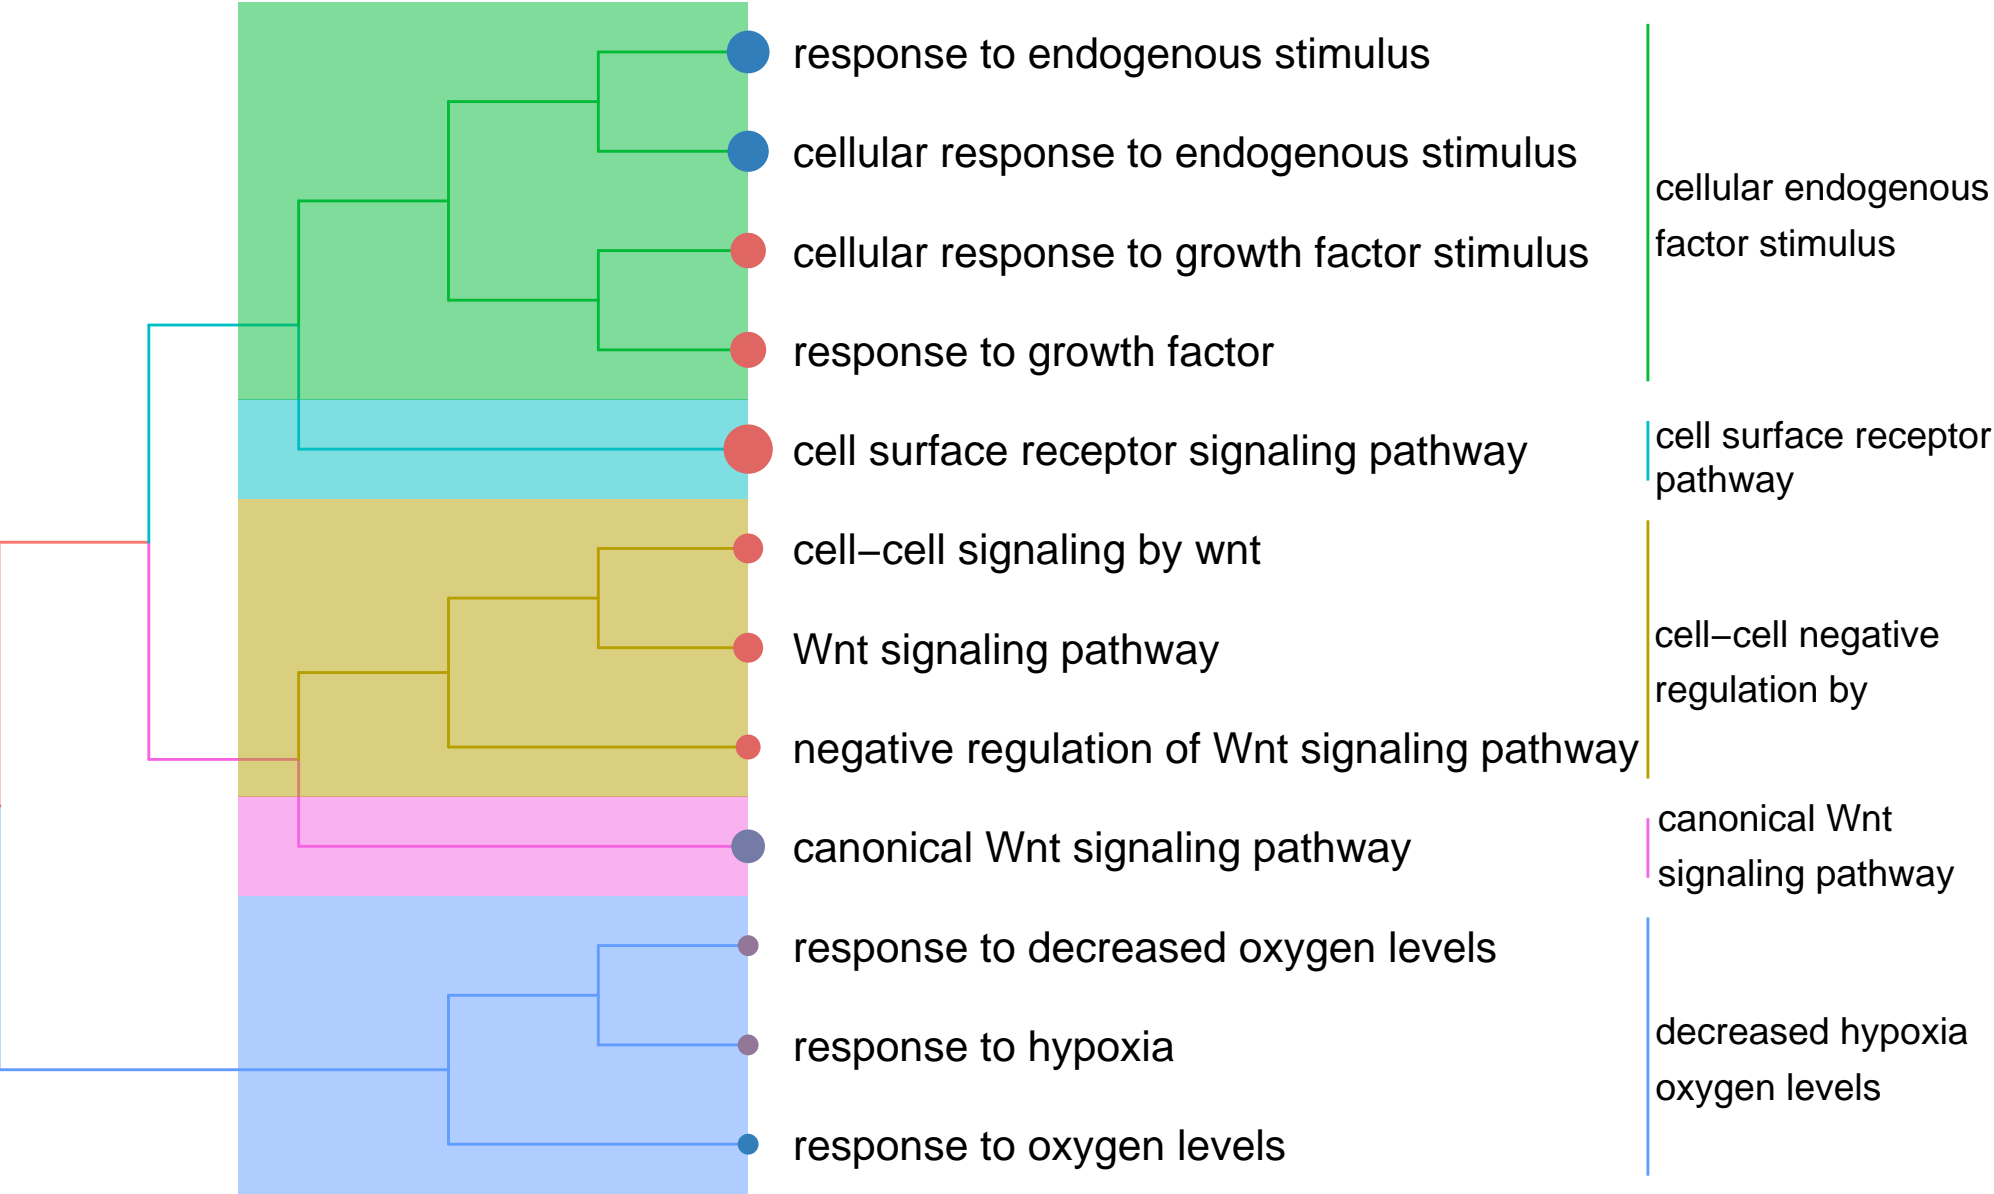 response to endogenous stimulus
cellular response to endogenous stimulus
cellular response to growth factor stimulus
response to growth factor
cell surface receptor signaling pathway
cell−cell signaling by wnt
Wnt signaling pathway
negative regulation of Wnt signaling pathway
canonical Wnt signaling pathway
response to decreased oxygen levels
response to hypoxia
response to oxygen levels
cellular endogenous
factor stimulus
cell surface receptor
pathway
cell−cell negative
regulation by
canonical Wnt
signaling pathway
decreased hypoxia
oxygen levels